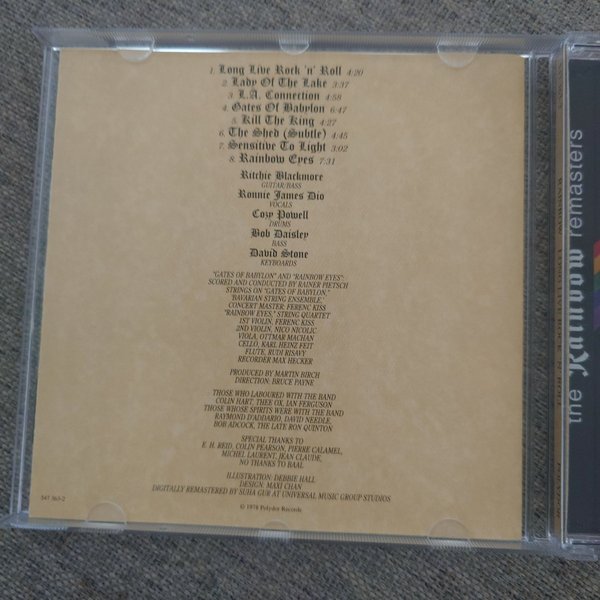 1. Long Live Rock 'n' Roll 4:20
2. Lady Of The Lake 3:37
3. L.A. Connection 4:58
4. Gates Of Babylon 6:47
5. Kill The King 4:27
6. The Shed (Subtle) 4:45
7. Sensitive To Light 3:02
8. Rainbow Eyes 7:31
Ritchie Blackmore
GUITAR/BASS
Ronnie James Dio
VOCALS
Cozy Powell
DRUMS
Bob Daisley
BASS
David Stone
KEYBOARDS
"GATES OF BABYLON" AND "RAINBOW EYES":
SCORED AND CONDUCTED BY RAINER PIETSCH
STRINGS ON "GATES OF BABYLON,"
'BAVARIAN STRING ENSEMBLE,'
CONCERT MASTER: FERENC KISS
"RAINBOW EYES," STRING QUARTET
1ST VIOLIN, FERENC KISS
2ND VIOLIN, NICO NICOLIC
VIOLA, OTTMAR MACHAN
CELLO, KARL HEINZ FEIT
FLUTE, RUDI RISAVY
RECORDER MAX HECKER
PRODUCED BY MARTIN BIRCH
DIRECTION: BRUCE PAYNE
THOSE WHO LABOURED WITH THE BAND
COLIN HART, THEE OX, IAN FERGUSON
THOSE WHOSE SPIRITS WERE WITH THE BAND
RAYMOND D'ADDARIO, DAVID NEEDLE,
BOB ADCOCK, THE LATE RON QUINTON
SPECIAL THANKS TO
E. H. REID, COLIN PEARSON, PIERRE CALAMEL,
MICHEL LAURENT, JEAN CLAUDE,
NO THANKS TO BAAL
ILLUSTRATION: DEBBIE HALL
DESIGN: MAXI CHAN
DIGITALLY REMASTERED BY SUHA GUR AT UNIVERSAL MUSIC GROUP STUDIOS
547 363-2
© 1978 Polydor Records
the Rainbow remasters